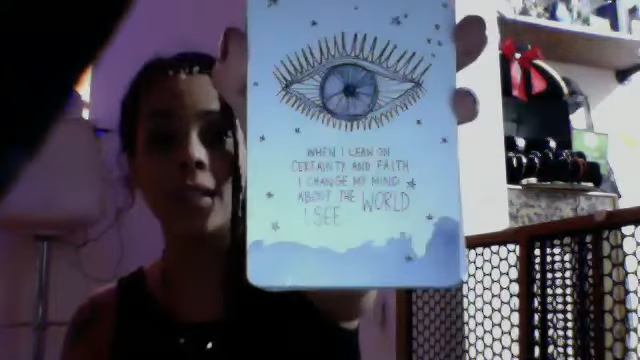 WHEN I LEAN ON
CERTAINTY AND FAITH
I CHANGE MY MIND
ABOUT THE WORLD
I SEE